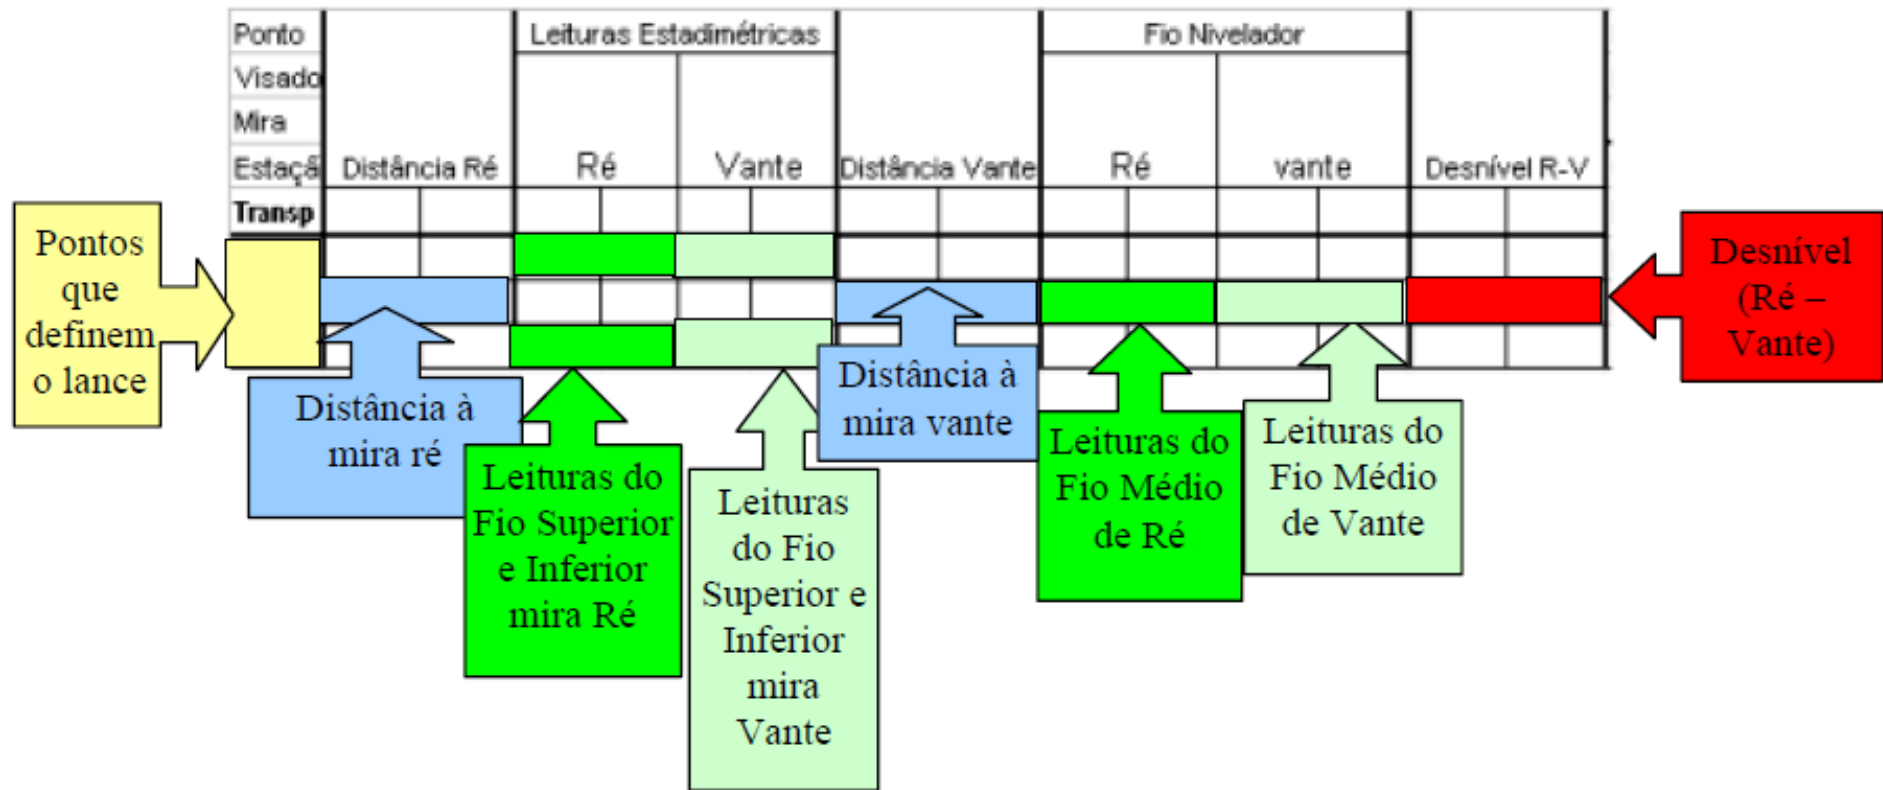 Ponto
Leituras Estadimétricas
Fio Nivelador
Visado
Mira
Estaçã
Distância Ré
Ré
Vante
Distância Vante
Ré
vante
Desnível R-V
Transp
Pontos
que
definem
o lance
Desnível
(Ré –
Vante)
Distância à
mira ré
Leituras do
Fio Superior
e Inferior
mira Ré
Leituras
do Fio
Superior e
Inferior
mira
Vante
Distância à
mira vante
Leituras do
Fio Médio
de Ré
Leituras do
Fio Médio
de Vante